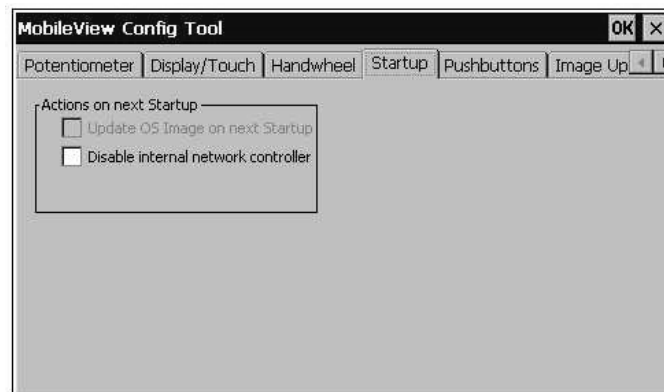 MobileView Config Tool OK ×
Potentiometer Display/Touch Handwheel Startup Pushbuttons Image Up
Actions on next Startup
Update OS Image on next Startup
Disable internal network controller